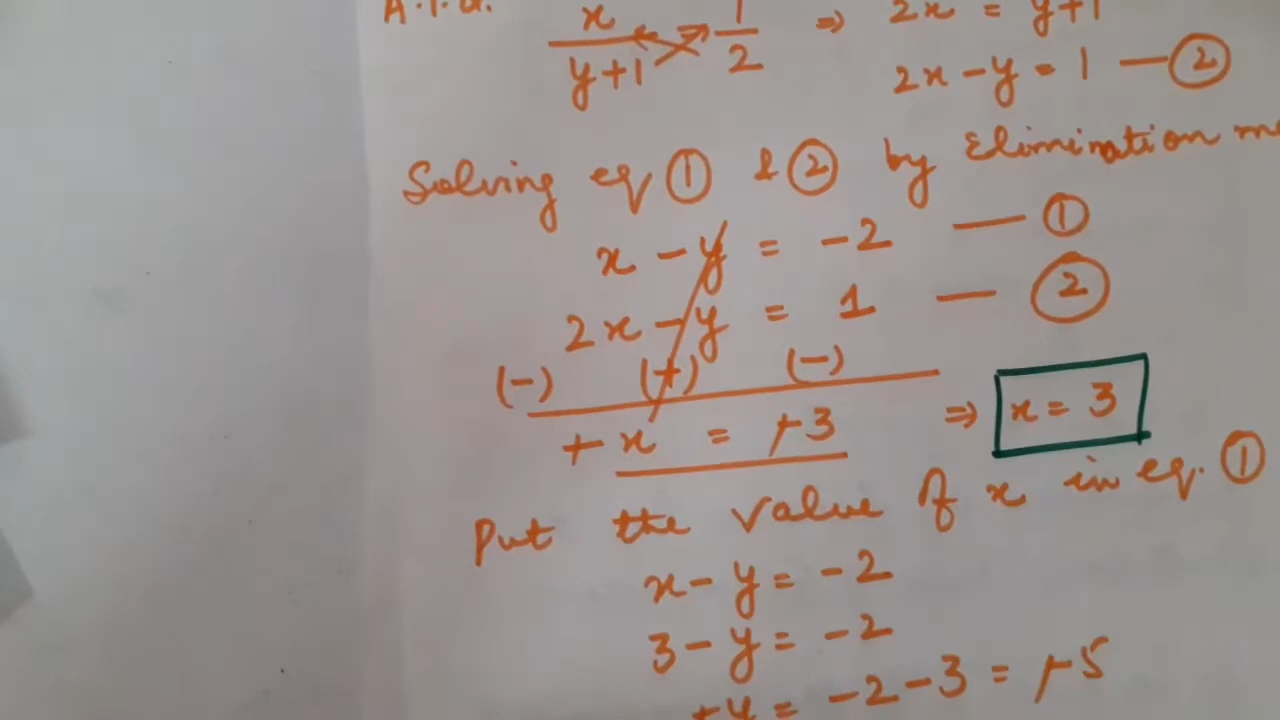 A.T.Q. x/(y+1) = 1/2 ⇒ 2x = y+1
2x - y = 1 — ②
Solving eq ① & ② by Elimination
x - y = -2 — ①
2x - y = 1 — ②
(-) (+) (-)
+ x = +3 ⇒ x = 3
Put the value of x in eq. ①
x - y = -2
3 - y = -2
+y = -2-3 = +5